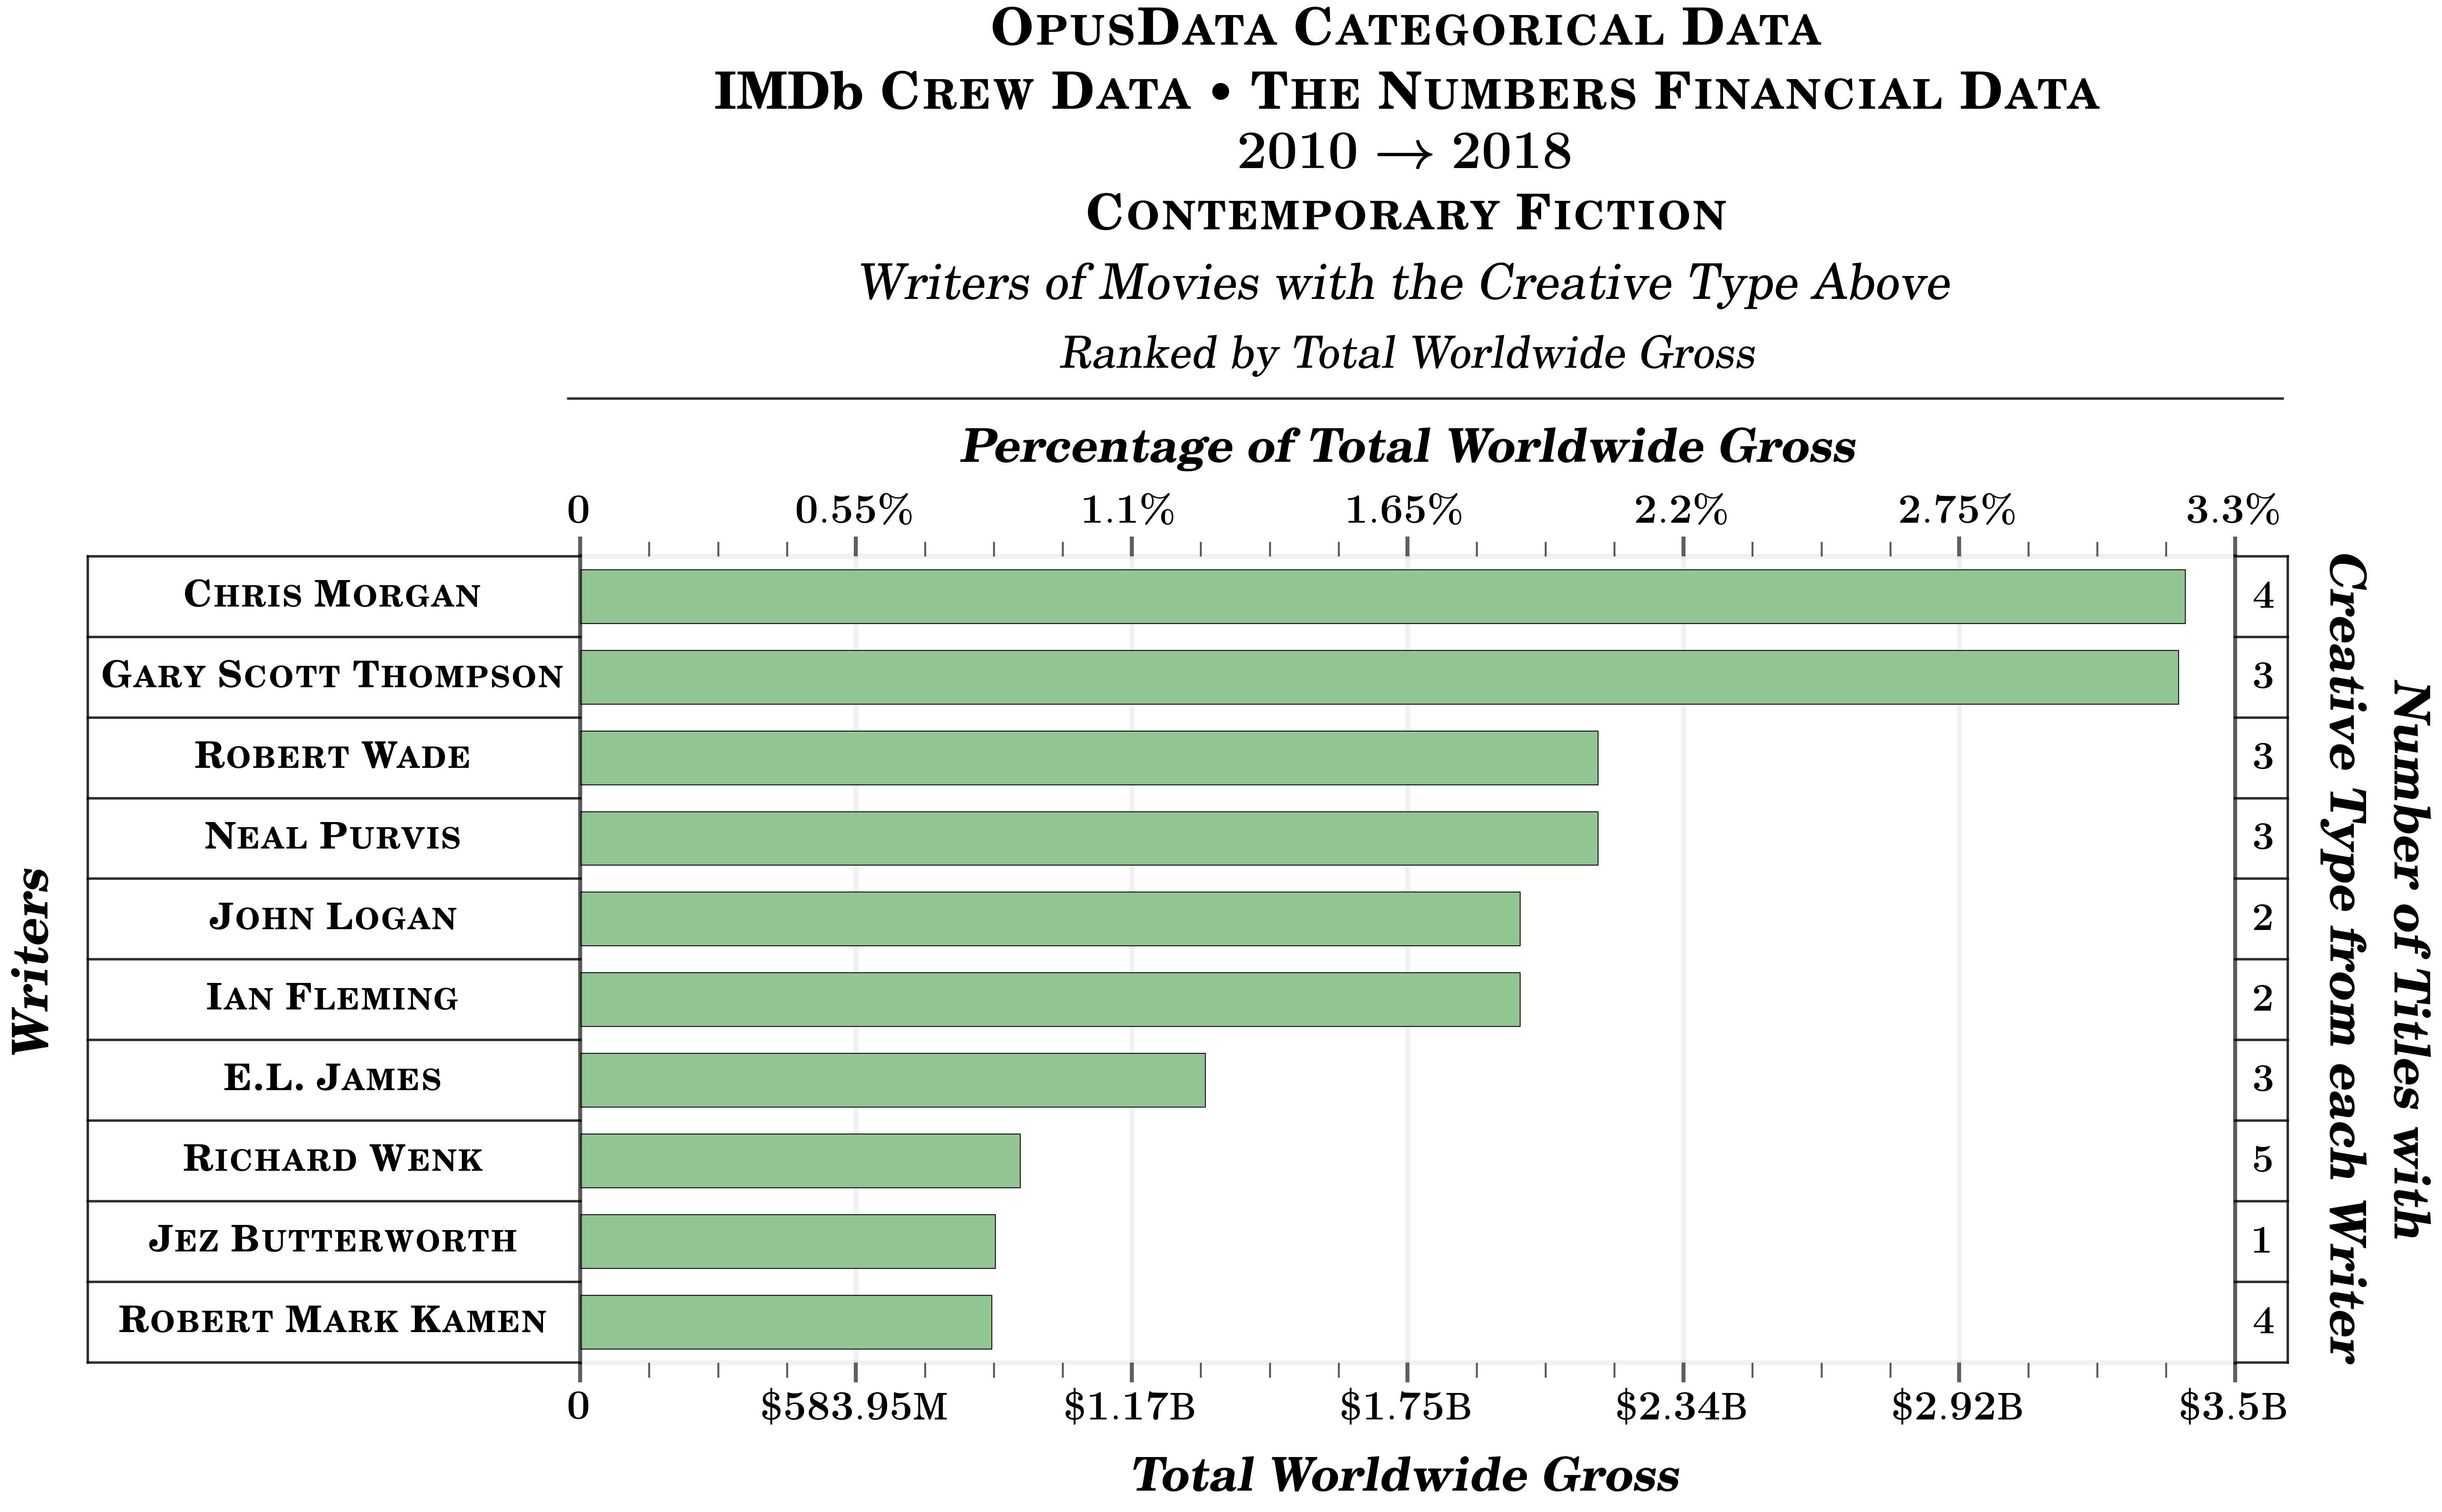 OpusData Categorical Data
IMDb Crew Data • The Numbers Financial Data
2010 → 2018
Contemporary Fiction
Writers of Movies with the Creative Type Above
Ranked by Total Worldwide Gross
Percentage of Total Worldwide Gross
0 0.55% 1.1% 1.65% 2.2% 2.75% 3.3%
Writers
Chris Morgan 4
Gary Scott Thompson 3
Robert Wade 3
Neal Purvis 3
John Logan 2
Ian Fleming 2
E.L. James 3
Richard Wenk 5
Jez Butterworth 1
Robert Mark Kamen 4
Number of Titles with
Creative Type from each Writer
0 $583.95M $1.17B $1.75B $2.34B $2.92B $3.5B
Total Worldwide Gross